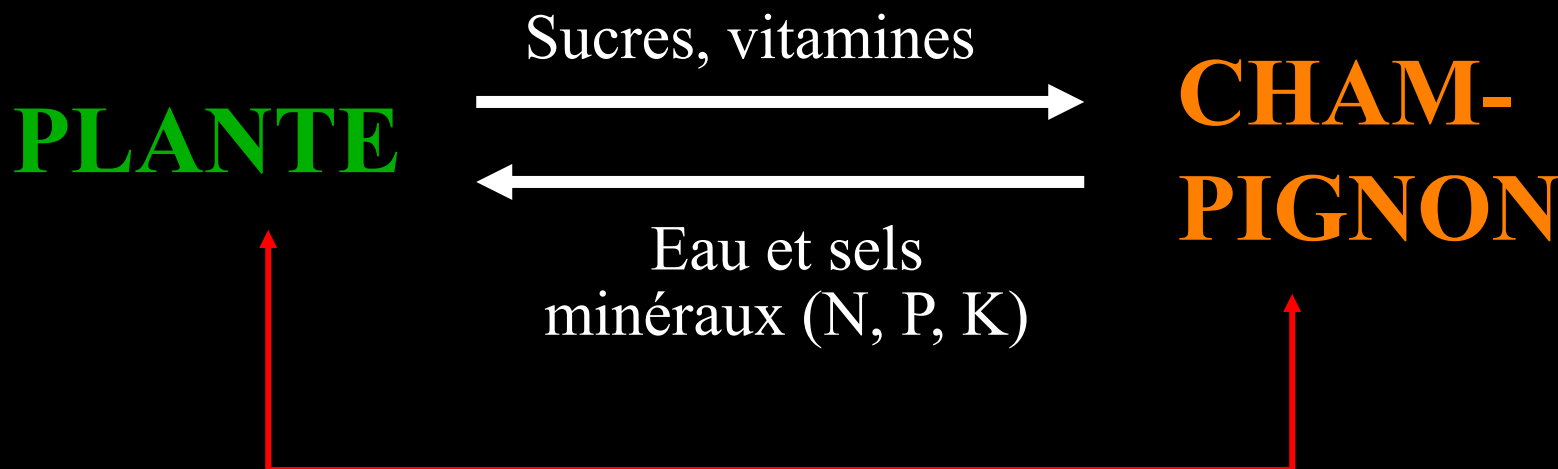 Sucres, vitamines
PLANTE
CHAM-
PIGNON
Eau et sels
minéraux (N, P, K)